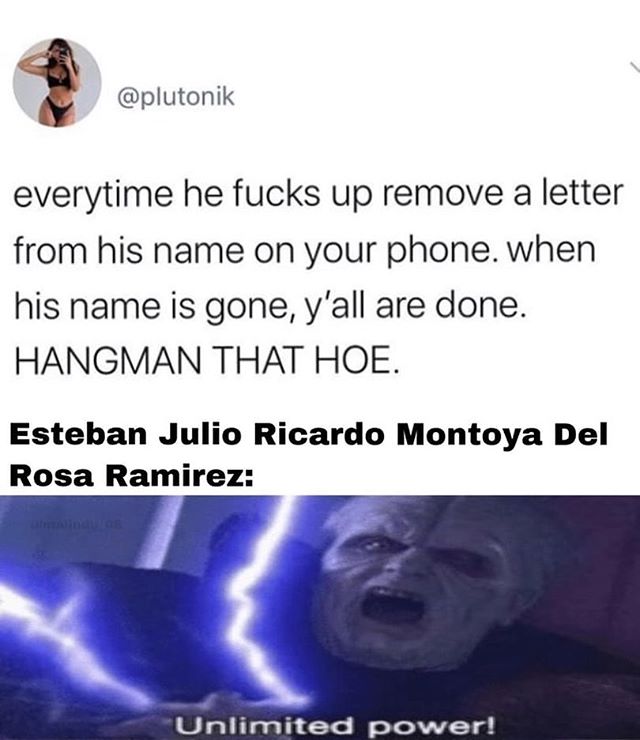 @plutonik
everytime he fucks up remove a letter
from his name on your phone. when
his name is gone, y'all are done.
HANGMAN THAT HOE.
Esteban Julio Ricardo Montoya Del
Rosa Ramirez:
Unlimited power!